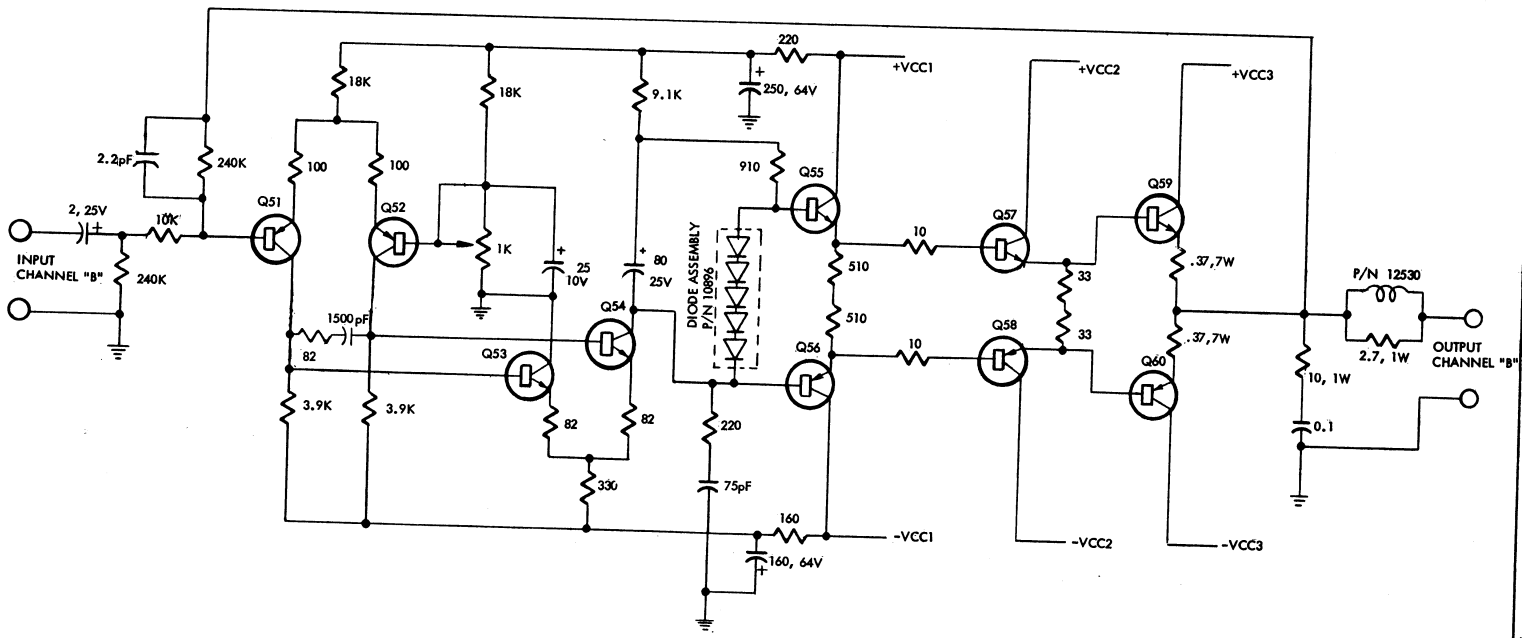 220
+VCC1
+VCC2
+VCC3
18K
18K
9.1K
250, 64V
+
2.2pF
240K
100
100
910
Q55
Q51
Q52
Q57
Q59
2, 25V
+
10K
1K
+
25
10V
+
80
25V
DIODE ASSEMBLY
P/N 10896
10
510
33
.37,7W
P/N 12530
INPUT
CHANNEL "B"
240K
1500pF
Q54
510
33
.37,7W
2.7, 1W
OUTPUT
CHANNEL "B"
82
Q53
Q56
10
Q58
Q60
10, 1W
3.9K
3.9K
82
82
220
0.1
330
75pF
160
-VCC1
-VCC2
-VCC3
160, 64V
+